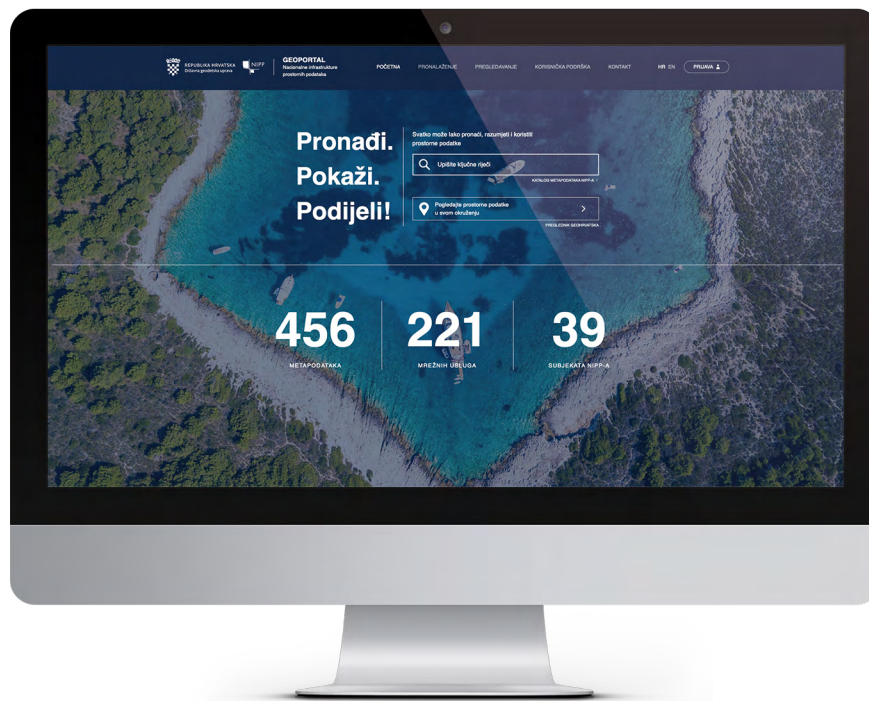 REPUBLIKA HRVATSKA
Državna geodetska uprava
NIPP
GEOPORTAL
Nacionalne infrastrukture
prostornih podataka
POČETNA PRONALAŽENJE PREGLEDAVANJE KORISNIČKA PODRŠKA KONTAKT HR EN PRIJAVA
Pronađi.
Pokaži.
Podijeli!
Svatko može lako pronaći, razumjeti i koristiti
prostorne podatke
Upišite ključne riječi
KATALOG METAPODATAKA NIPP-A
Pogledajte prostorne podatke
u svom okruženju
PREGLEDNIK GEOHRVATSKA
456 221 39
METAPODATAKA MREŽNIH USLUGA SUBJEKATA NIPP-A